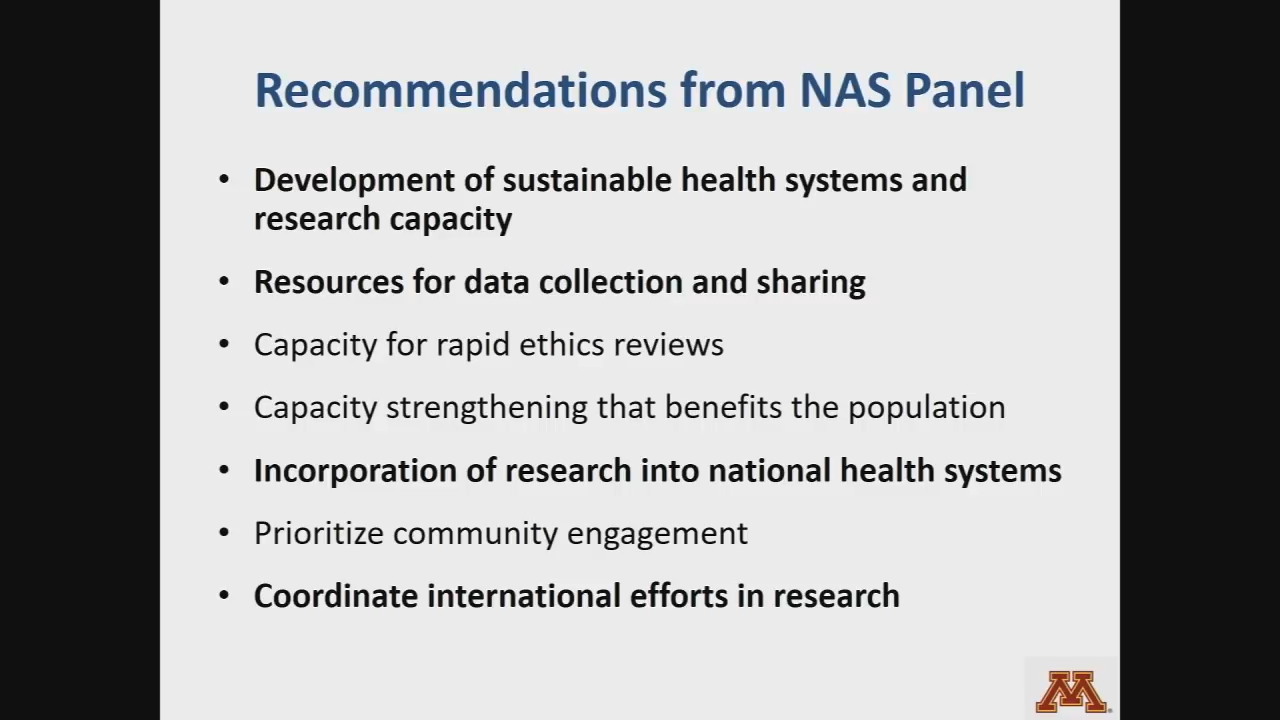 Recommendations from NAS Panel
• Development of sustainable health systems and
research capacity
• Resources for data collection and sharing
• Capacity for rapid ethics reviews
• Capacity strengthening that benefits the population
• Incorporation of research into national health systems
• Prioritize community engagement
• Coordinate international efforts in research
M